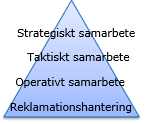 Strategiskt samarbete
Taktiskt samarbete
Operativt samarbete
Reklamationshantering